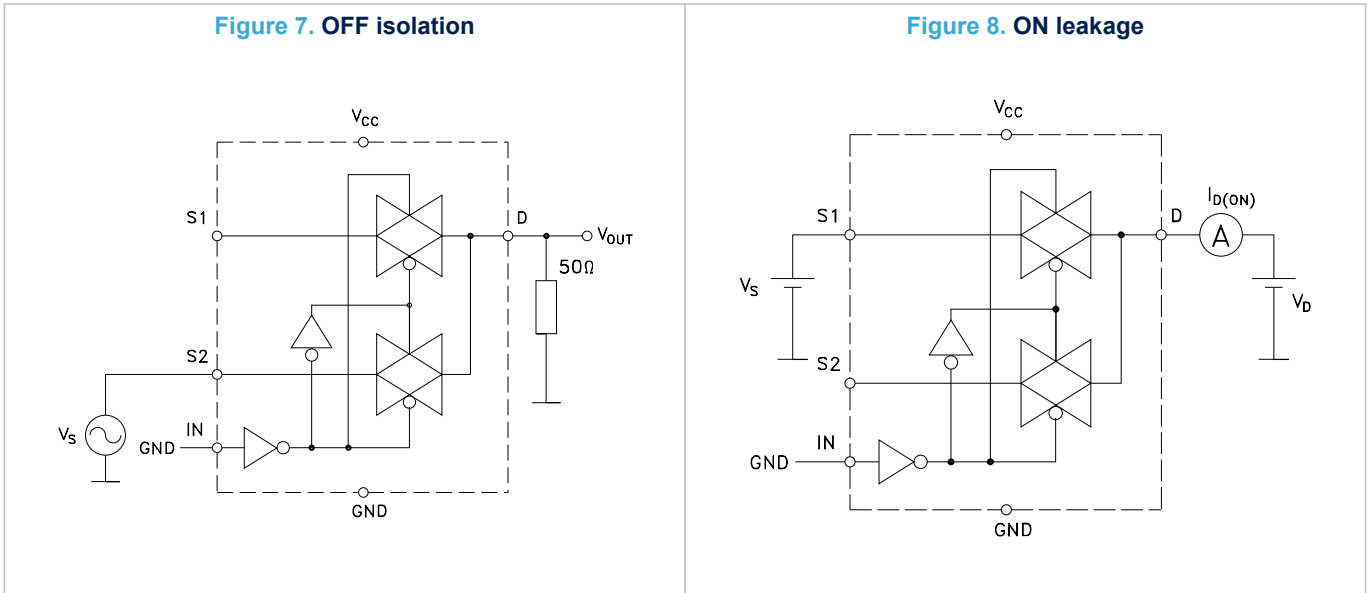 Figure 7. OFF isolation
VCC
S1
D
VOUT
50Ω
S2
VS
IN
GND
GND
Figure 8. ON leakage
VCC
ID(ON)
S1
D
A
VS
VD
S2
IN
GND
GND